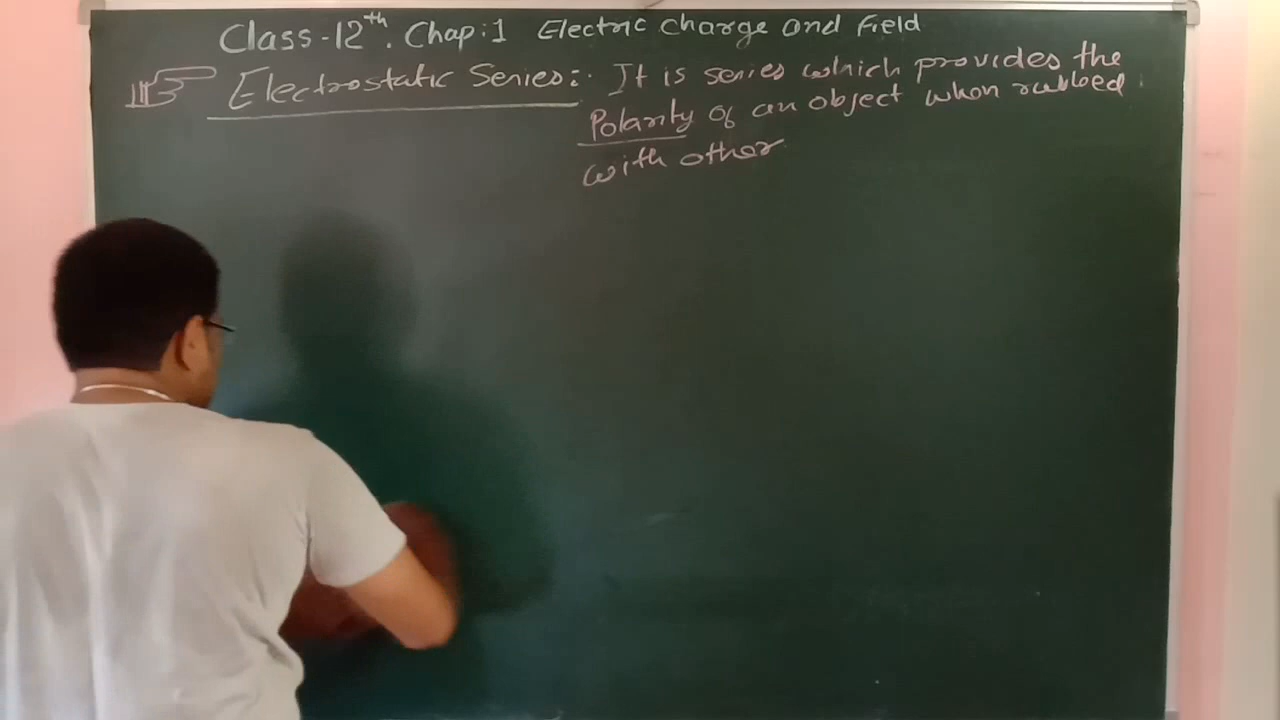 Class-12th. Chap:1 Electric Charge and Field
Electrostatic Series:- It is series which provides the
Polarity of an object when rubbed
with other